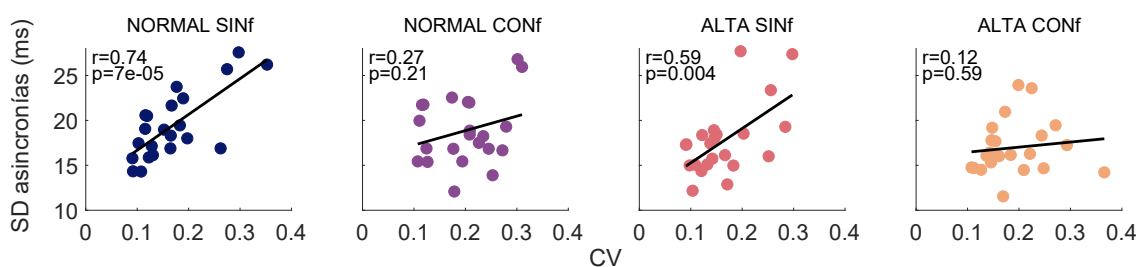 NORMAL SINf
NORMAL CONf
ALTA SINf
ALTA CONf
SD asincronías (ms)
r=0.74
p=7e-05
r=0.27
p=0.21
r=0.59
p=0.004
r=0.12
p=0.59
25
20
15
10
0 0.1 0.2 0.3 0.4
0 0.1 0.2 0.3 0.4
0 0.1 0.2 0.3 0.4
0 0.1 0.2 0.3 0.4
CV